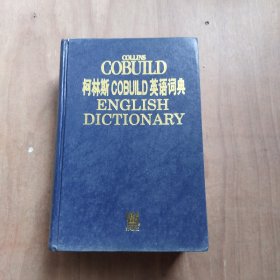 COLLINS
COBUILD
柯林斯 COBUILD 英语词典
ENGLISH
DICTIONARY